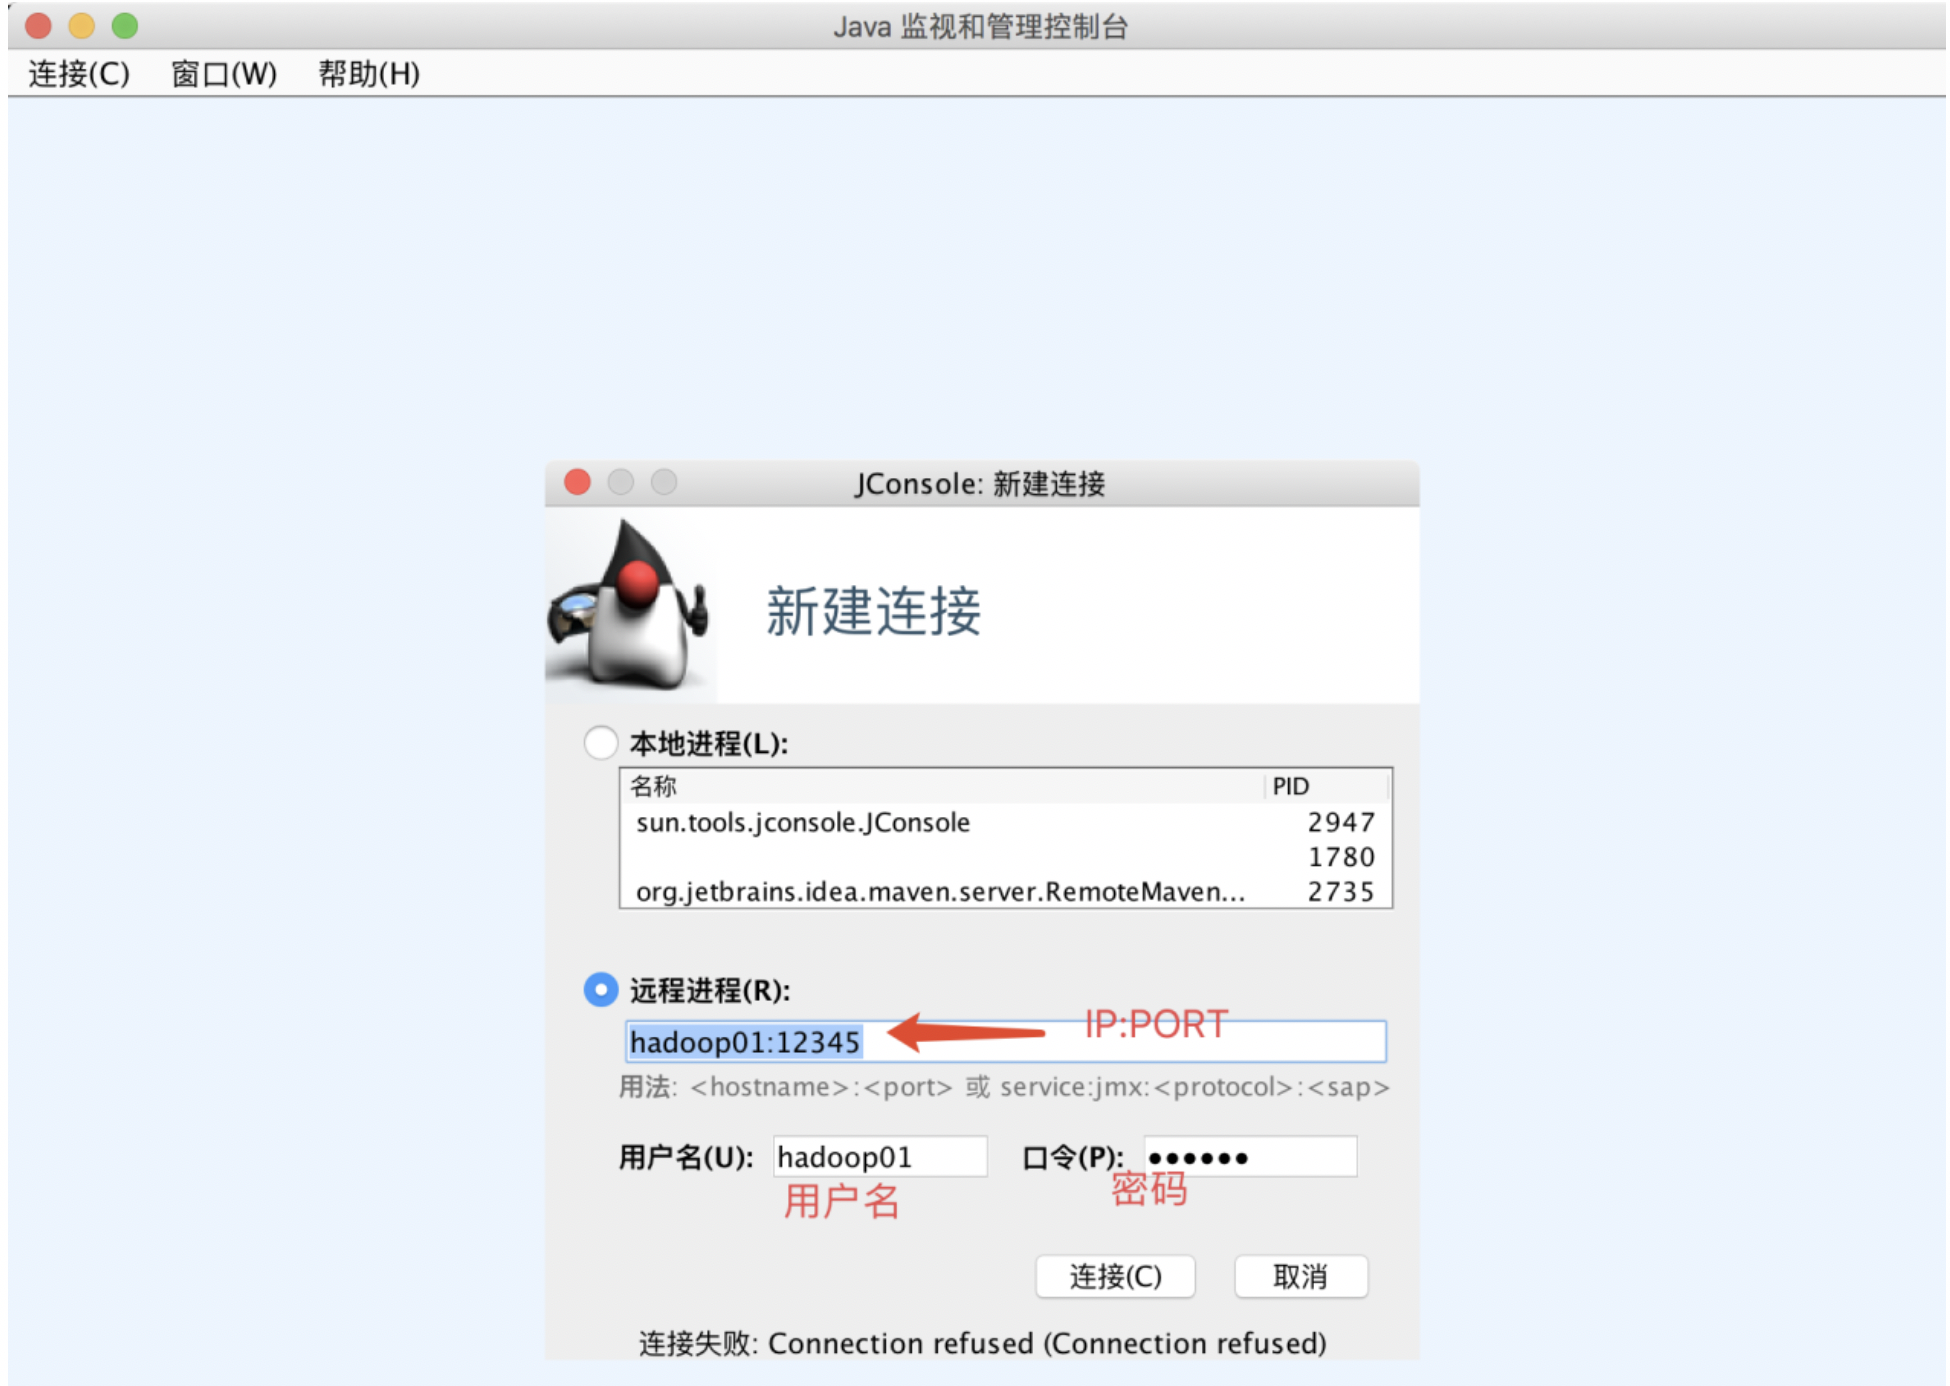 Java 监视和管理控制台
连接(C) 窗口(W) 帮助(H)
JConsole: 新建连接
新建连接
本地进程(L):
名称 PID
sun.tools.jconsole.JConsole 2947
1780
org.jetbrains.idea.maven.server.RemoteMaven... 2735
远程进程(R):
IP:PORT
hadoop01:12345
用法: <hostname>:<port> 或 service:jmx:<protocol>:<sap>
用户名(U): hadoop01 口令(P): ••••••
用户名 密码
连接(C) 取消
连接失败: Connection refused (Connection refused)